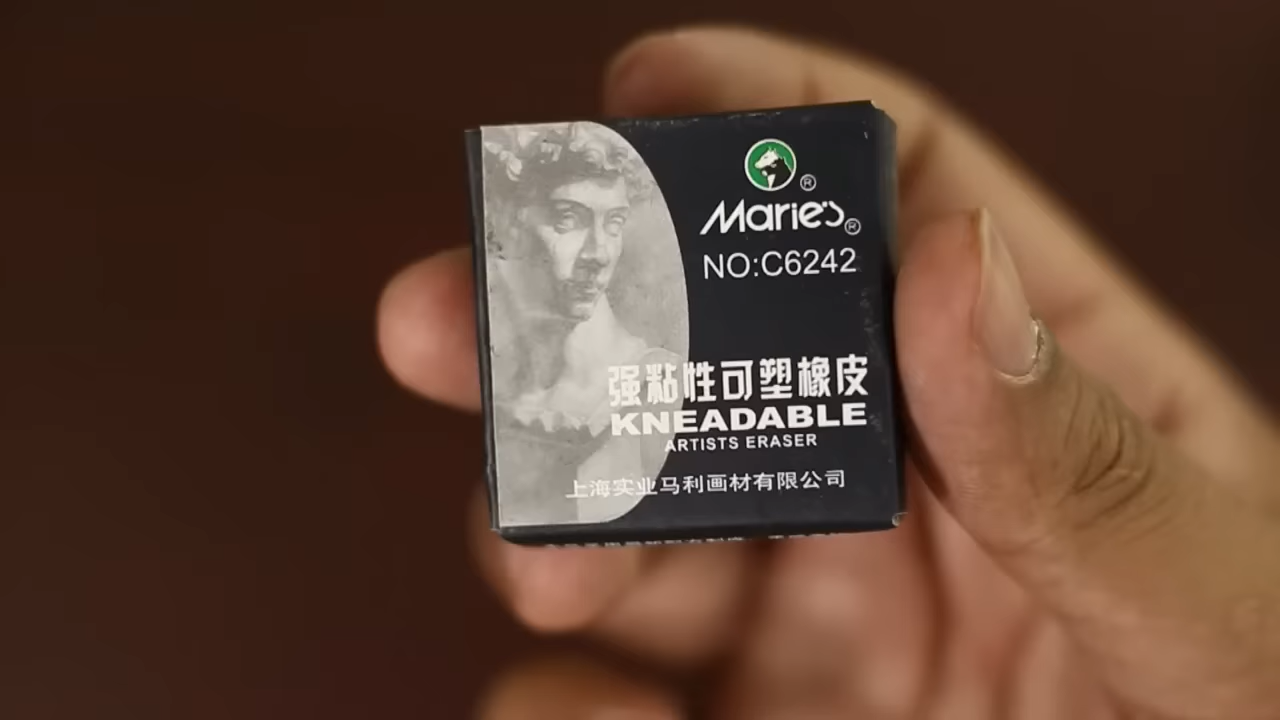 ®
Marie's®
NO:C6242
强粘性可塑橡皮
KNEADABLE
ARTISTS ERASER
上海实业马利画材有限公司